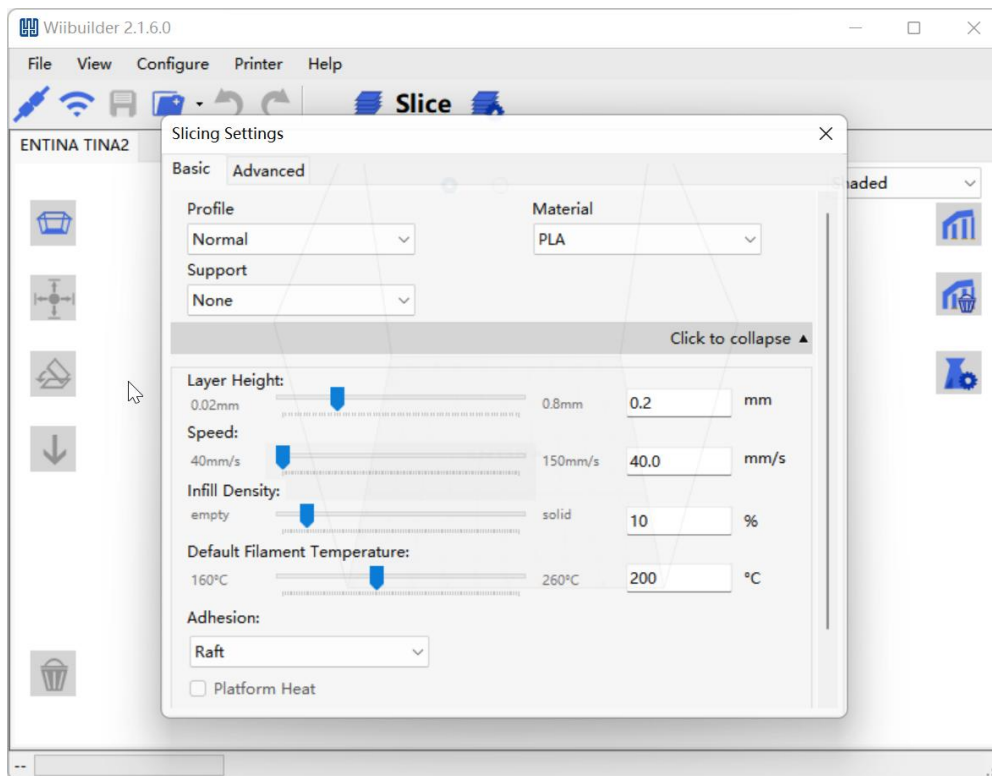 Wiibuilder 2.1.6.0
File View Configure Printer Help
Slice
ENTINA TINA2
Slicing Settings
Basic Advanced
Profile Material
Normal PLA
Support
None
Click to collapse ▲
Layer Height:
0.02mm 0.8mm 0.2 mm
Speed:
40mm/s 150mm/s 40.0 mm/s
Infill Density:
empty solid 10 %
Default Filament Temperature:
160°C 260°C 200 °C
Adhesion:
Raft
Platform Heat
--